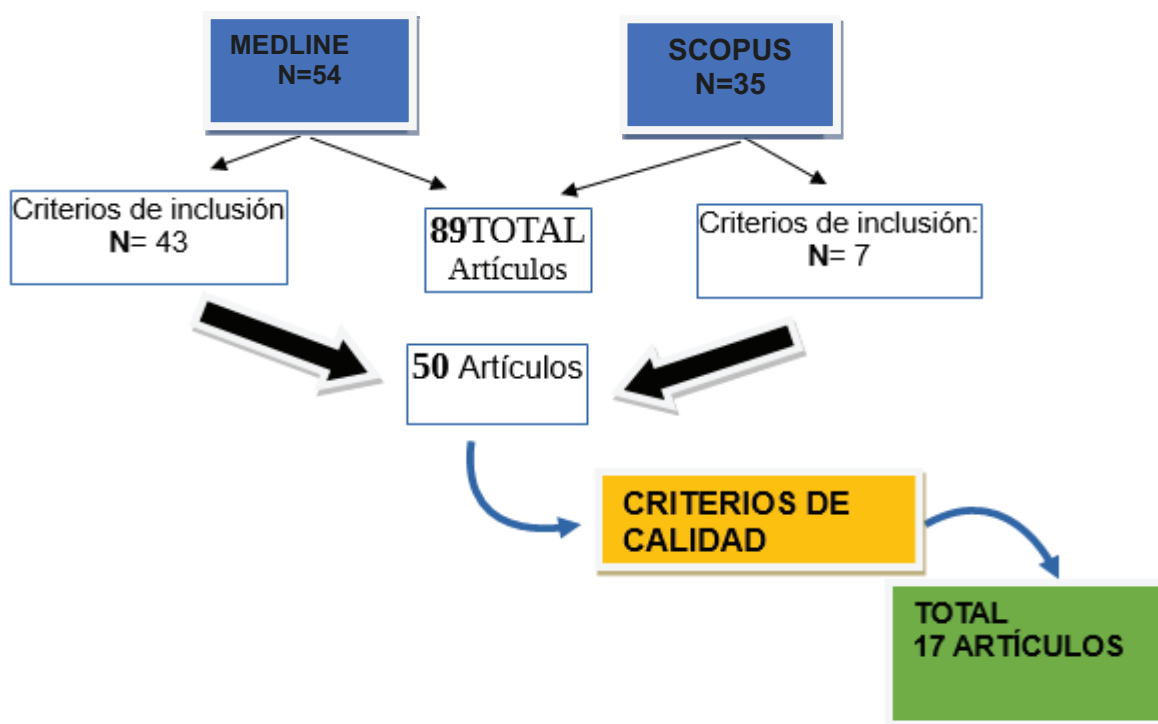 MEDLINE
N=54
SCOPUS
N=35
Criterios de inclusión
N= 43
89TOTAL
Artículos
Criterios de inclusión:
N= 7
50 Artículos
CRITERIOS DE
CALIDAD
TOTAL
17 ARTÍCULOS